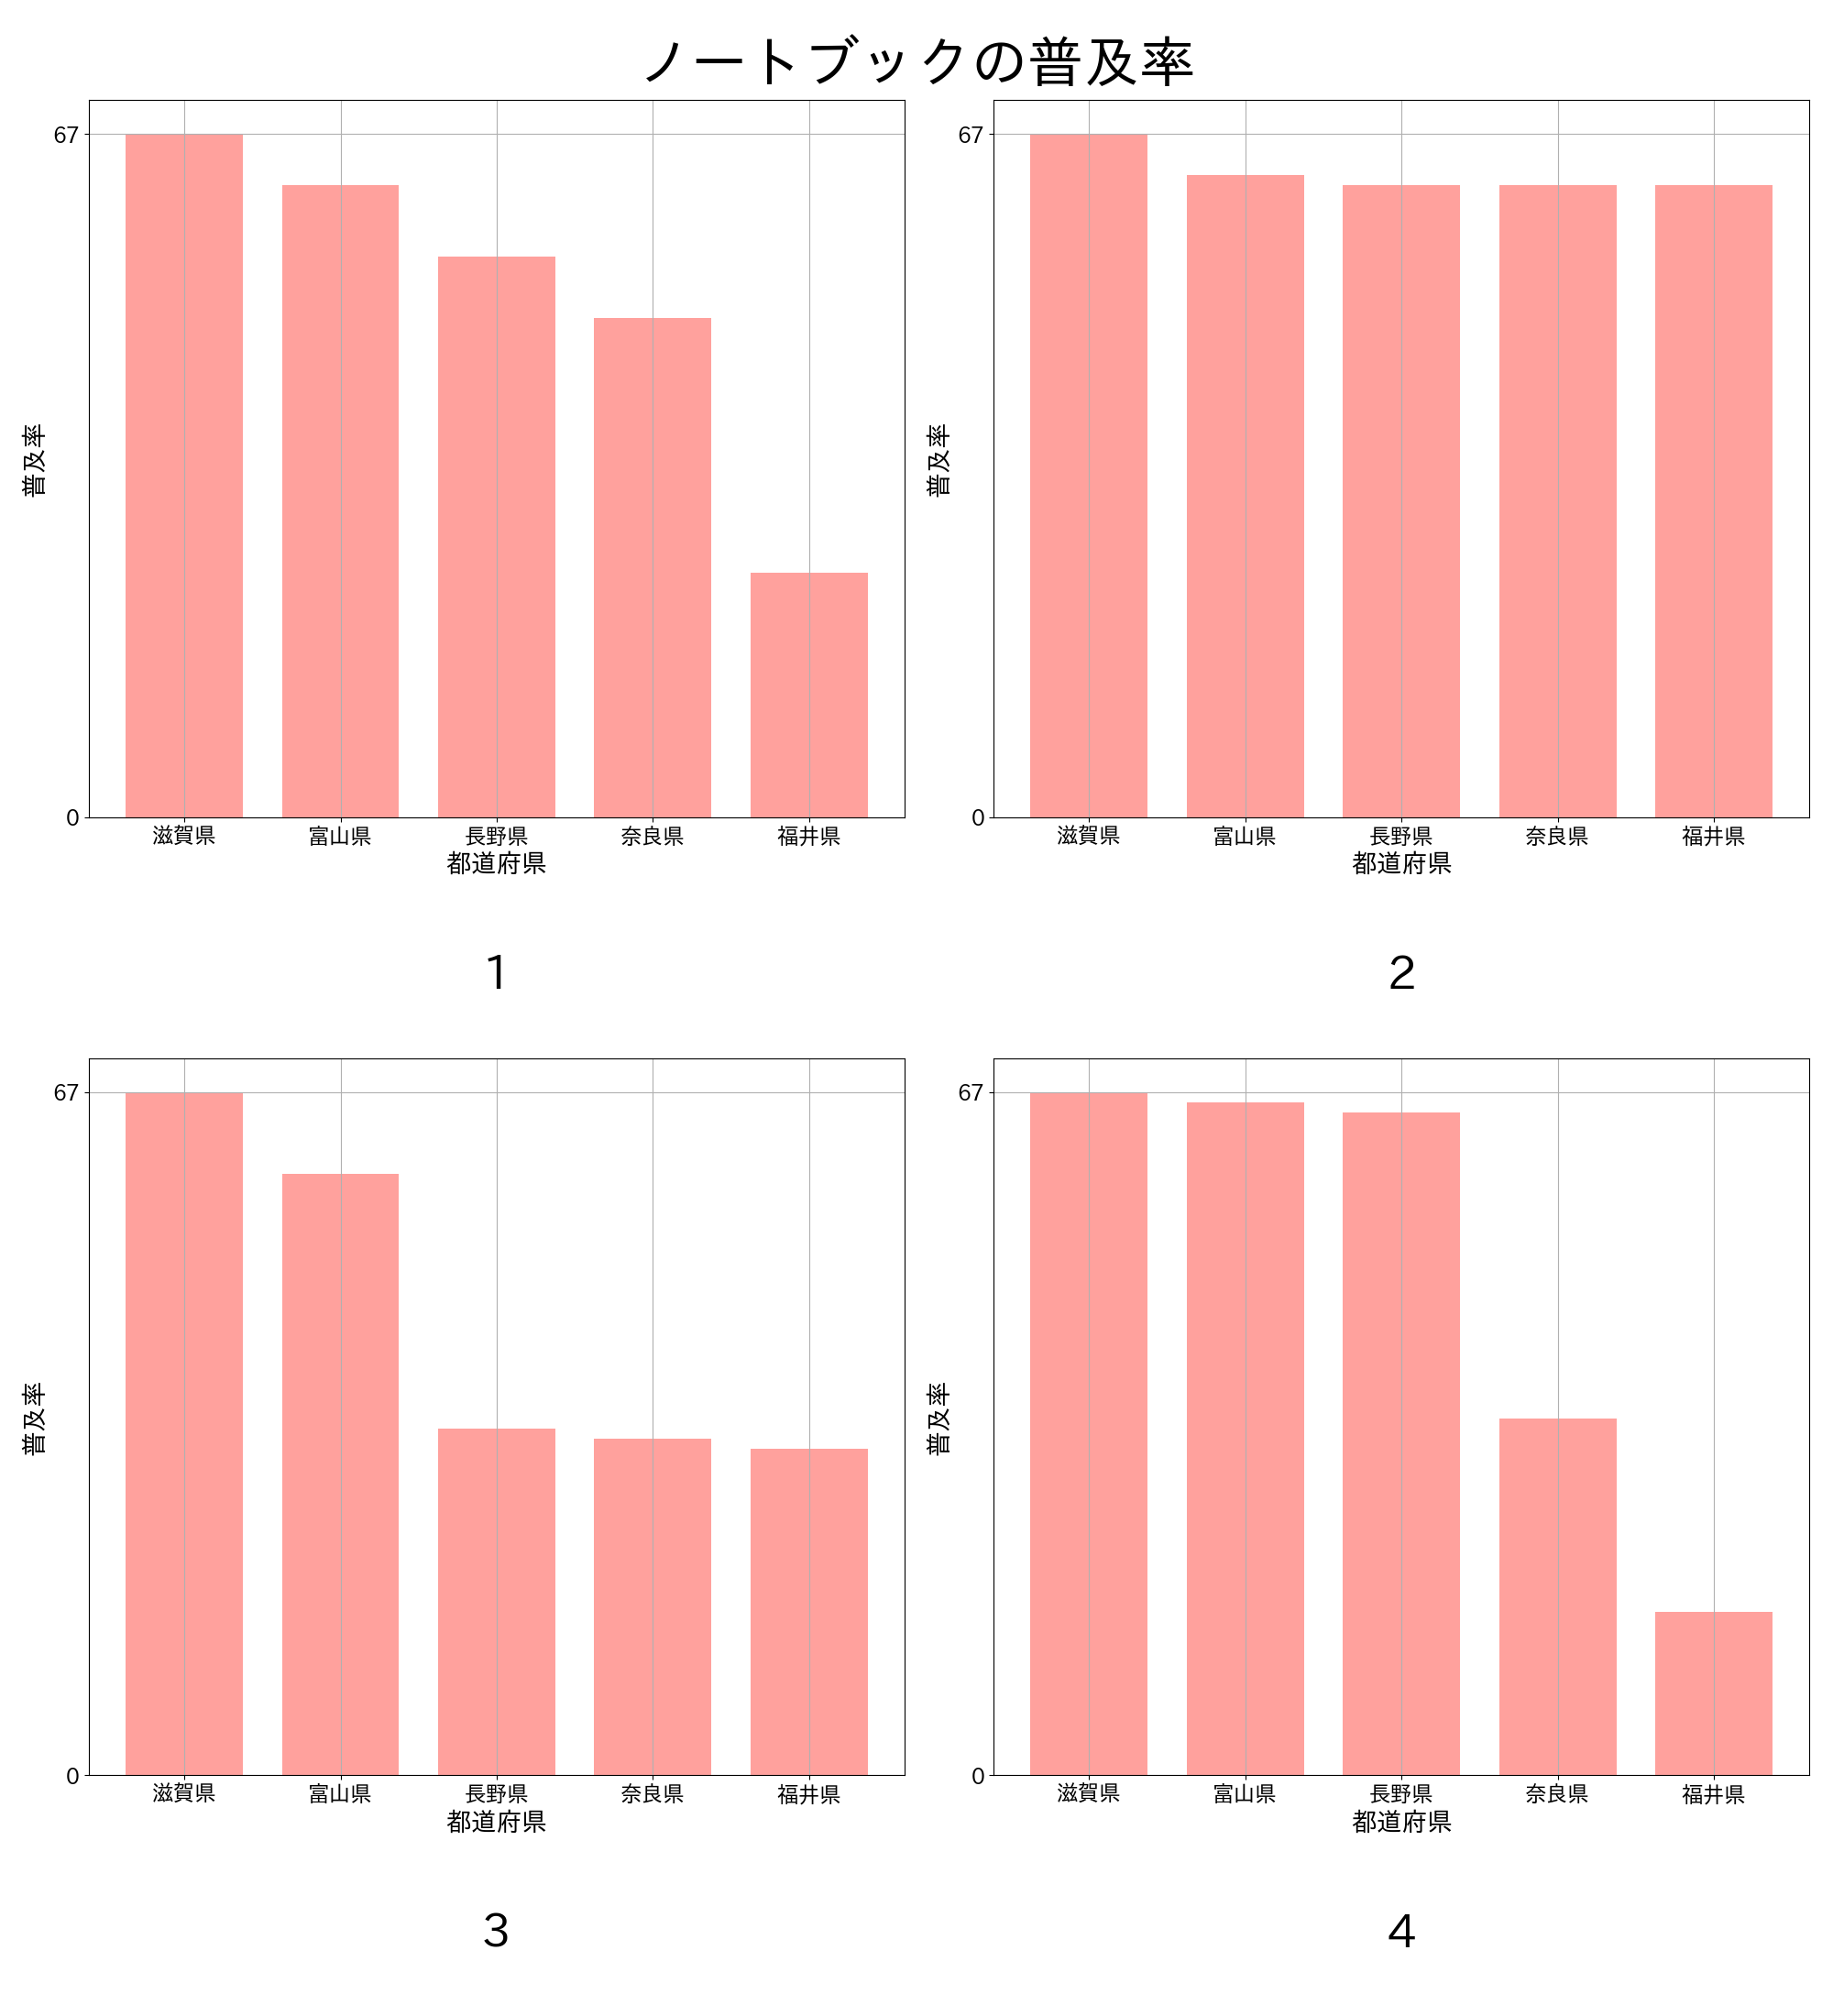 ノートブックの普及率
67
0
普及率
滋賀県 富山県 長野県 奈良県 福井県
都道府県
1
67
0
普及率
滋賀県 富山県 長野県 奈良県 福井県
都道府県
2
67
0
普及率
滋賀県 富山県 長野県 奈良県 福井県
都道府県
3
67
0
普及率
滋賀県 富山県 長野県 奈良県 福井県
都道府県
4